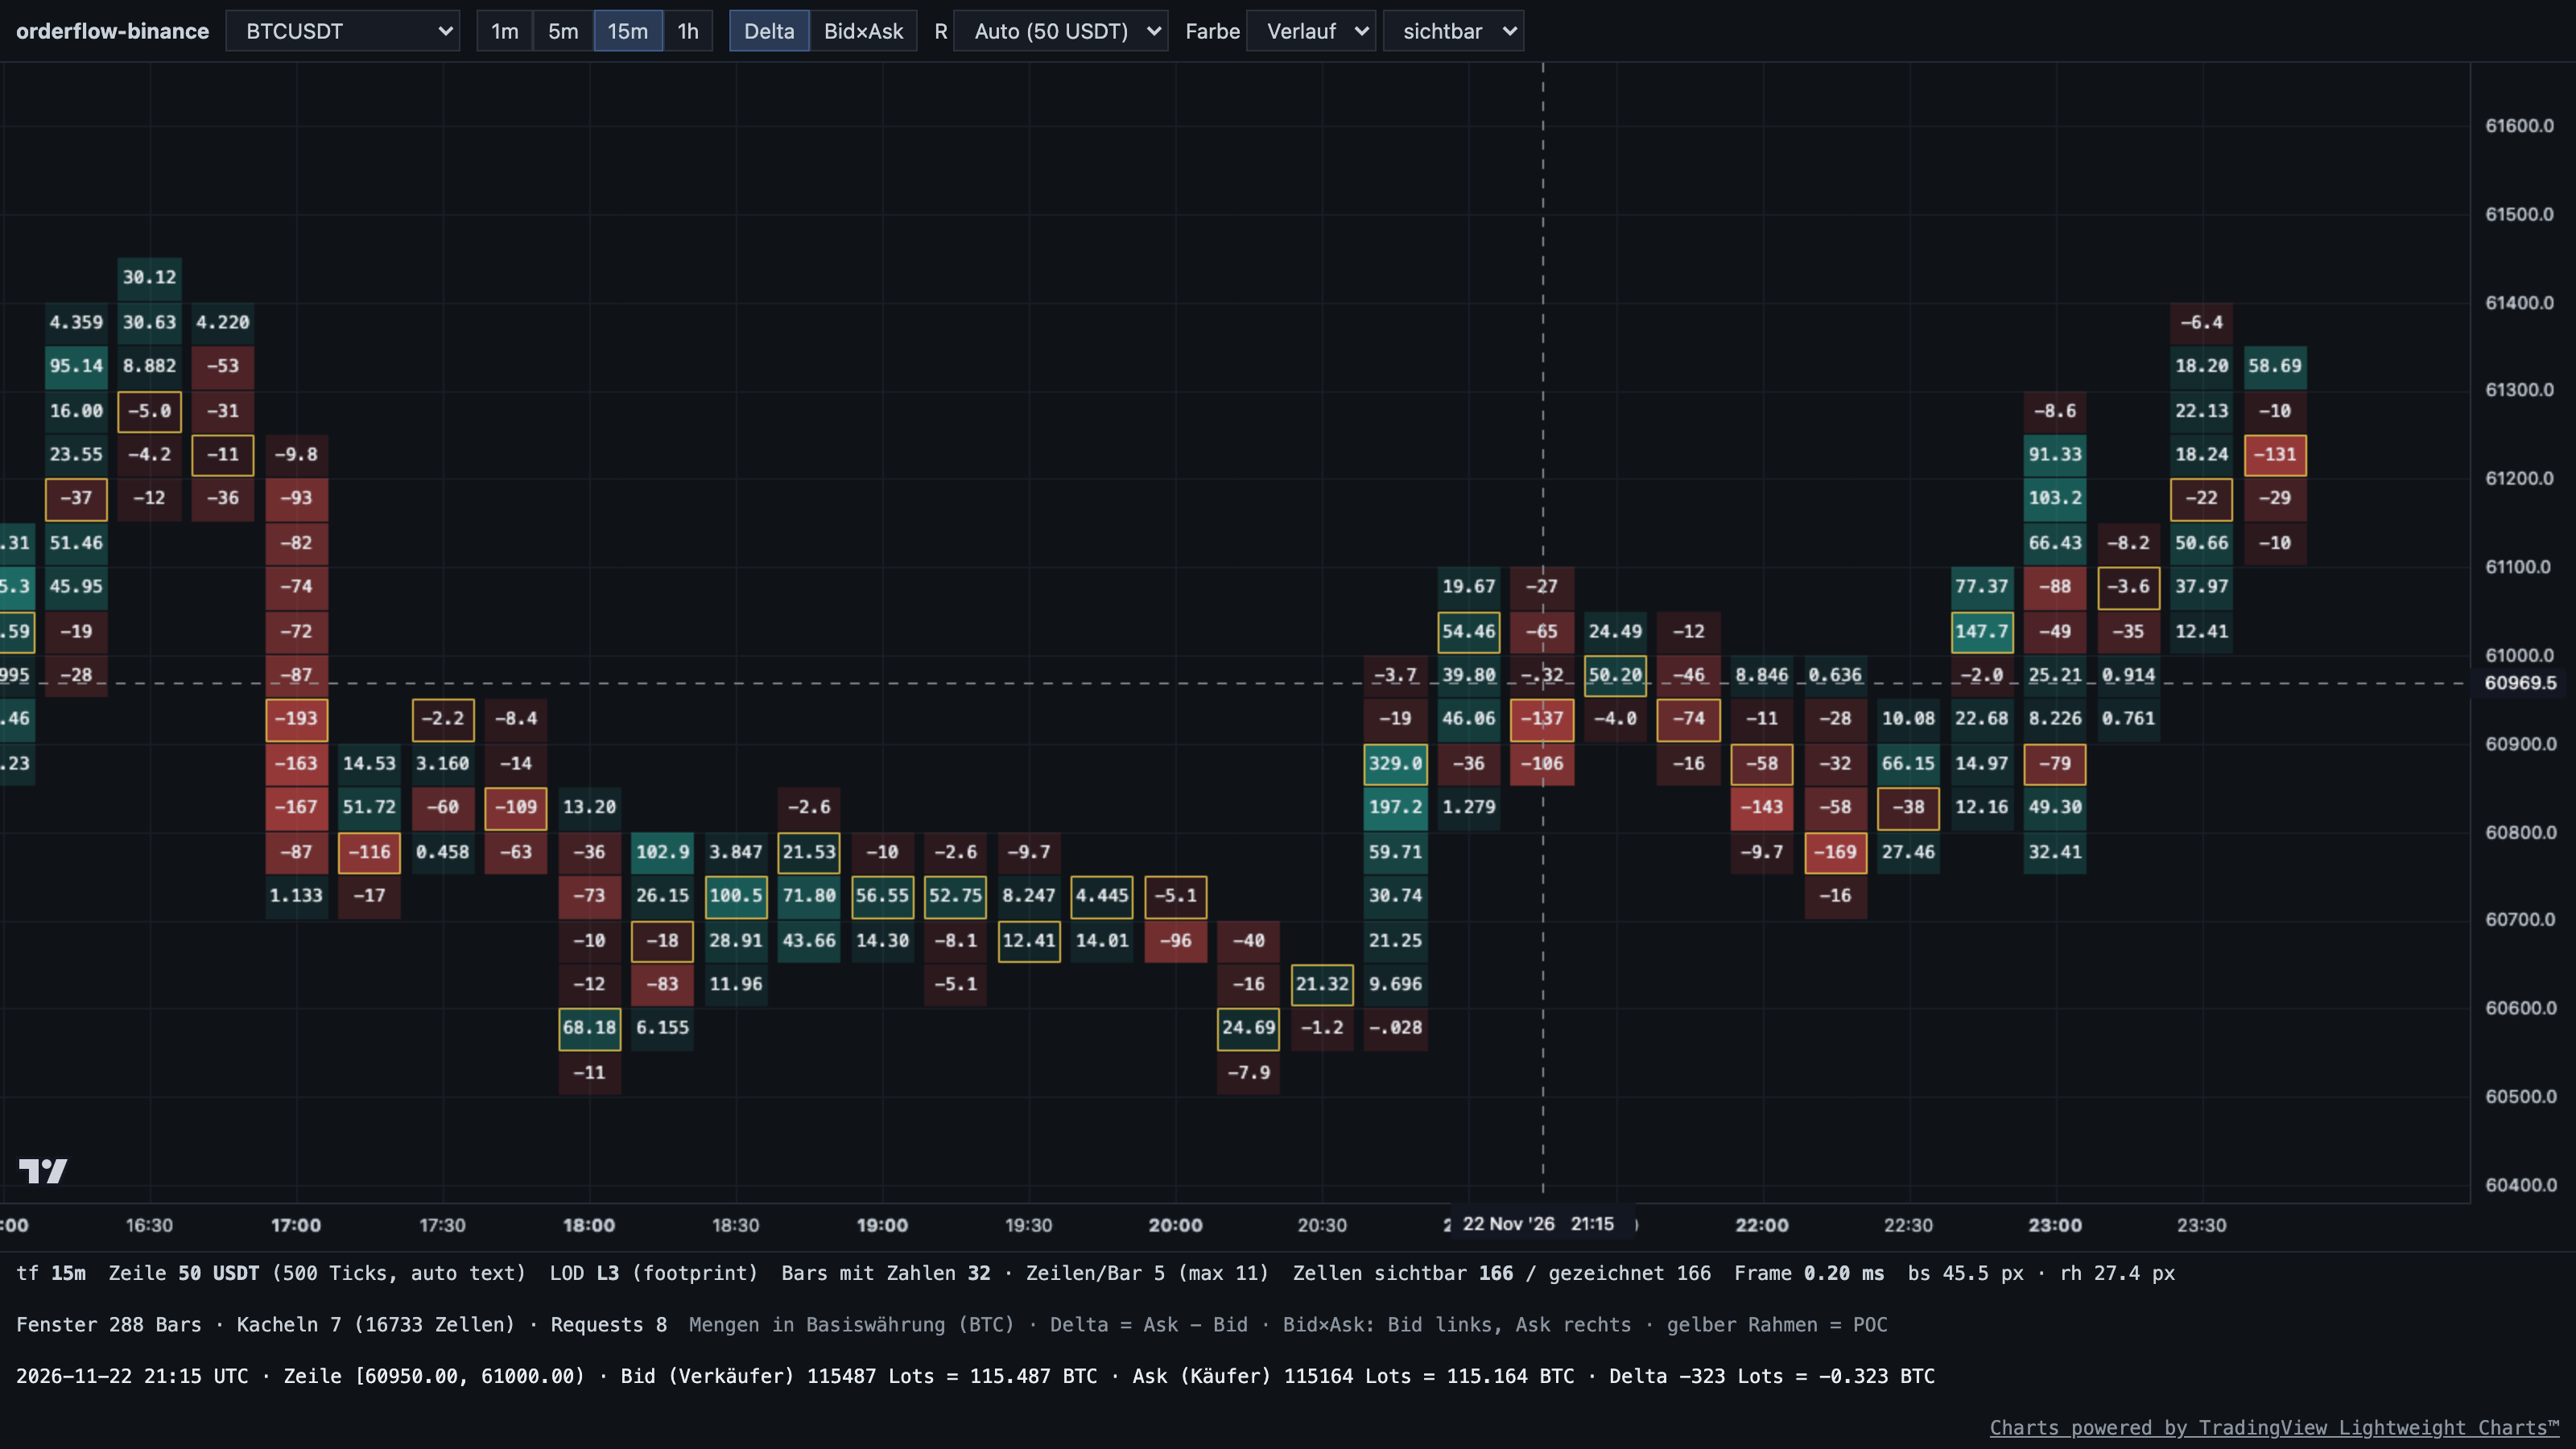 orderflow-binance BTCUSDT 1m 5m 15m 1h Delta Bid×Ask R Auto (50 USDT) Farbe Verlauf sichtbar
61600.0
61500.0
30.12
61400.0
4.359 30.63 4.220 −6.4
95.14 8.882 −53 18.20 58.69
61300.0
16.00 −5.0 −31 −8.6 22.13 −10
23.55 −4.2 −11 −9.8 91.33 18.24 −131
61200.0
−37 −12 −36 −93 103.2 −22 −29
.31 51.46 −82 66.43 −8.2 50.66 −10
61100.0
5.3 45.95 −74 19.67 −27 77.37 −88 −3.6 37.97
.59 −19 −72 54.46 −65 24.49 −12 147.7 −49 −35 12.41
61000.0
995 −28 −87 −3.7 39.80 −.32 50.20 −46 8.846 0.636 −2.0 25.21 0.914 60969.5
.46 −193 −2.2 −8.4 −19 46.06 −137 −4.0 −74 −11 −28 10.08 22.68 8.226 0.761
60900.0
.23 −163 14.53 3.160 −14 329.0 −36 −106 −16 −58 −32 66.15 14.97 −79
−167 51.72 −60 −109 13.20 −2.6 197.2 1.279 −143 −58 −38 12.16 49.30
60800.0
−87 −116 0.458 −63 −36 102.9 3.847 21.53 −10 −2.6 −9.7 59.71 −9.7 −169 27.46 32.41
1.133 −17 −73 26.15 100.5 71.80 56.55 52.75 8.247 4.445 −5.1 30.74 −16
60700.0
−10 −18 28.91 43.66 14.30 −8.1 12.41 14.01 −96 −40 21.25
−12 −83 11.96 −5.1 −16 21.32 9.696
60600.0
68.18 6.155 24.69 −1.2 −.028
−11 −7.9
60500.0
60400.0
:00 16:30 17:00 17:30 18:00 18:30 19:00 19:30 20:00 20:30 22 Nov '26 21:15 22:00 22:30 23:00 23:30
tf 15m Zeile 50 USDT (500 Ticks, auto text) LOD L3 (footprint) Bars mit Zahlen 32 · Zeilen/Bar 5 (max 11) Zellen sichtbar 166 / gezeichnet 166 Frame 0.20 ms bs 45.5 px · rh 27.4 px
Fenster 288 Bars · Kacheln 7 (16733 Zellen) · Requests 8 Mengen in Basiswährung (BTC) · Delta = Ask − Bid · Bid×Ask: Bid links, Ask rechts · gelber Rahmen = POC
2026−11−22 21:15 UTC · Zeile [60950.00, 61000.00) · Bid (Verkäufer) 115487 Lots = 115.487 BTC · Ask (Käufer) 115164 Lots = 115.164 BTC · Delta −323 Lots = −0.323 BTC
Charts powered by TradingView Lightweight Charts™